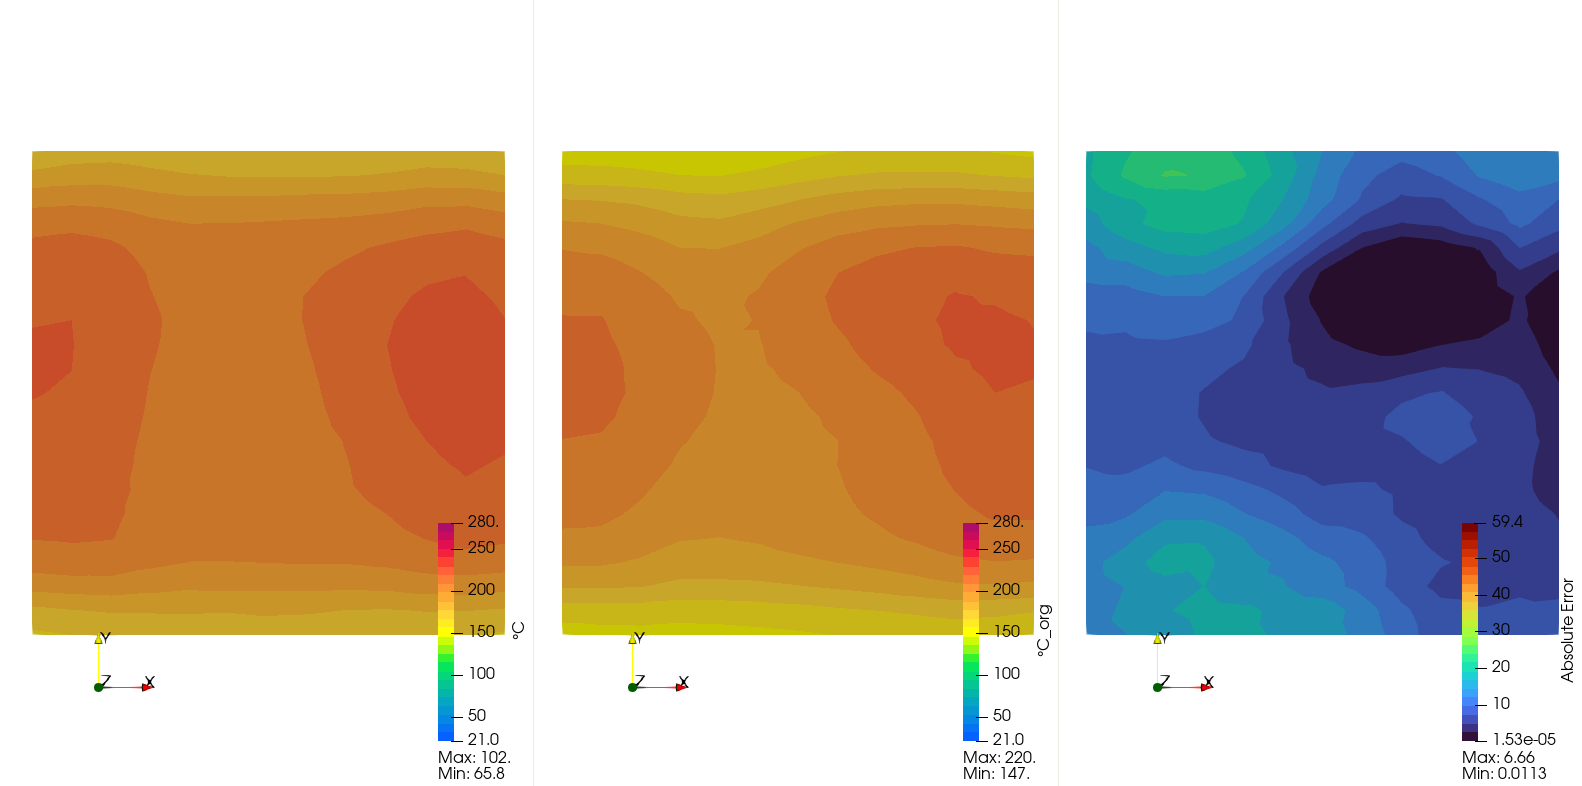 280.
250
200
150
100
50
21.0
°C
Max: 102.
Min: 65.8
Y
Z
X
280.
250
200
150
100
50
21.0
°C_org
Max: 220.
Min: 147.
Y
Z
X
59.4
50
40
30
20
10
1.53e-05
Absolute Error
Max: 6.66
Min: 0.0113
Y
Z
X